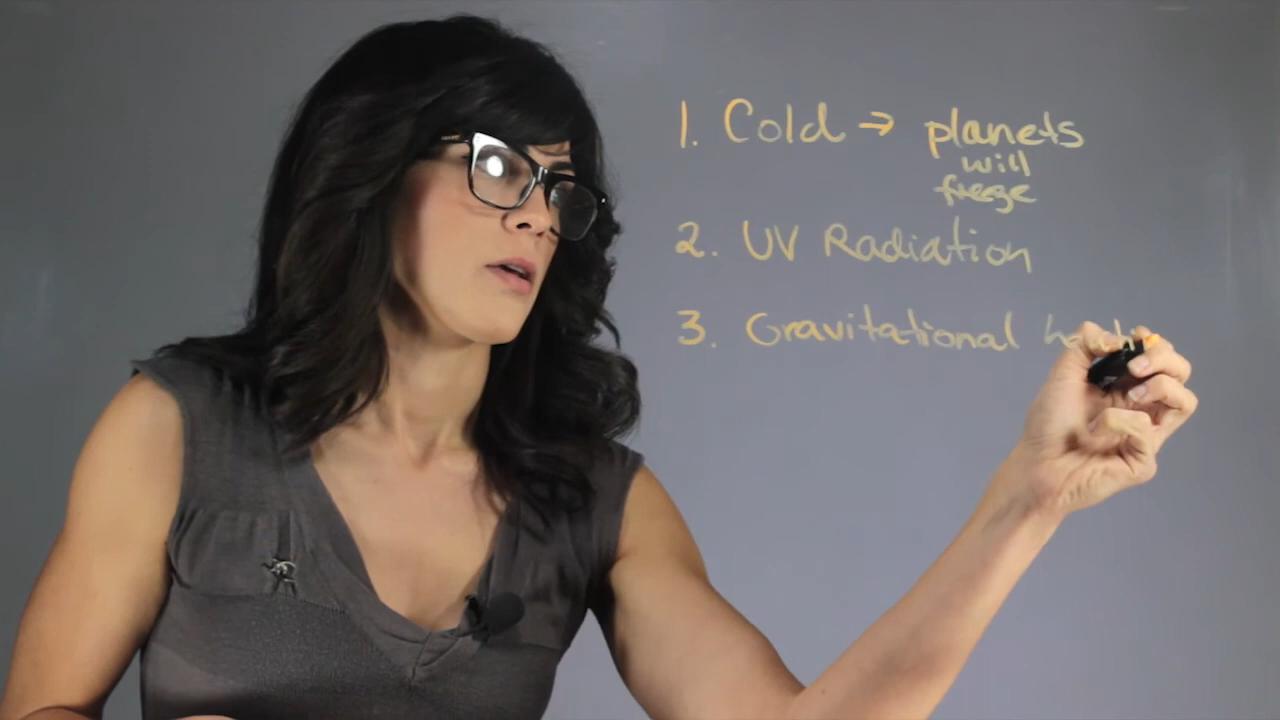 1. Cold → planets
will
freeze
2. UV Radiation
3. Gravitational